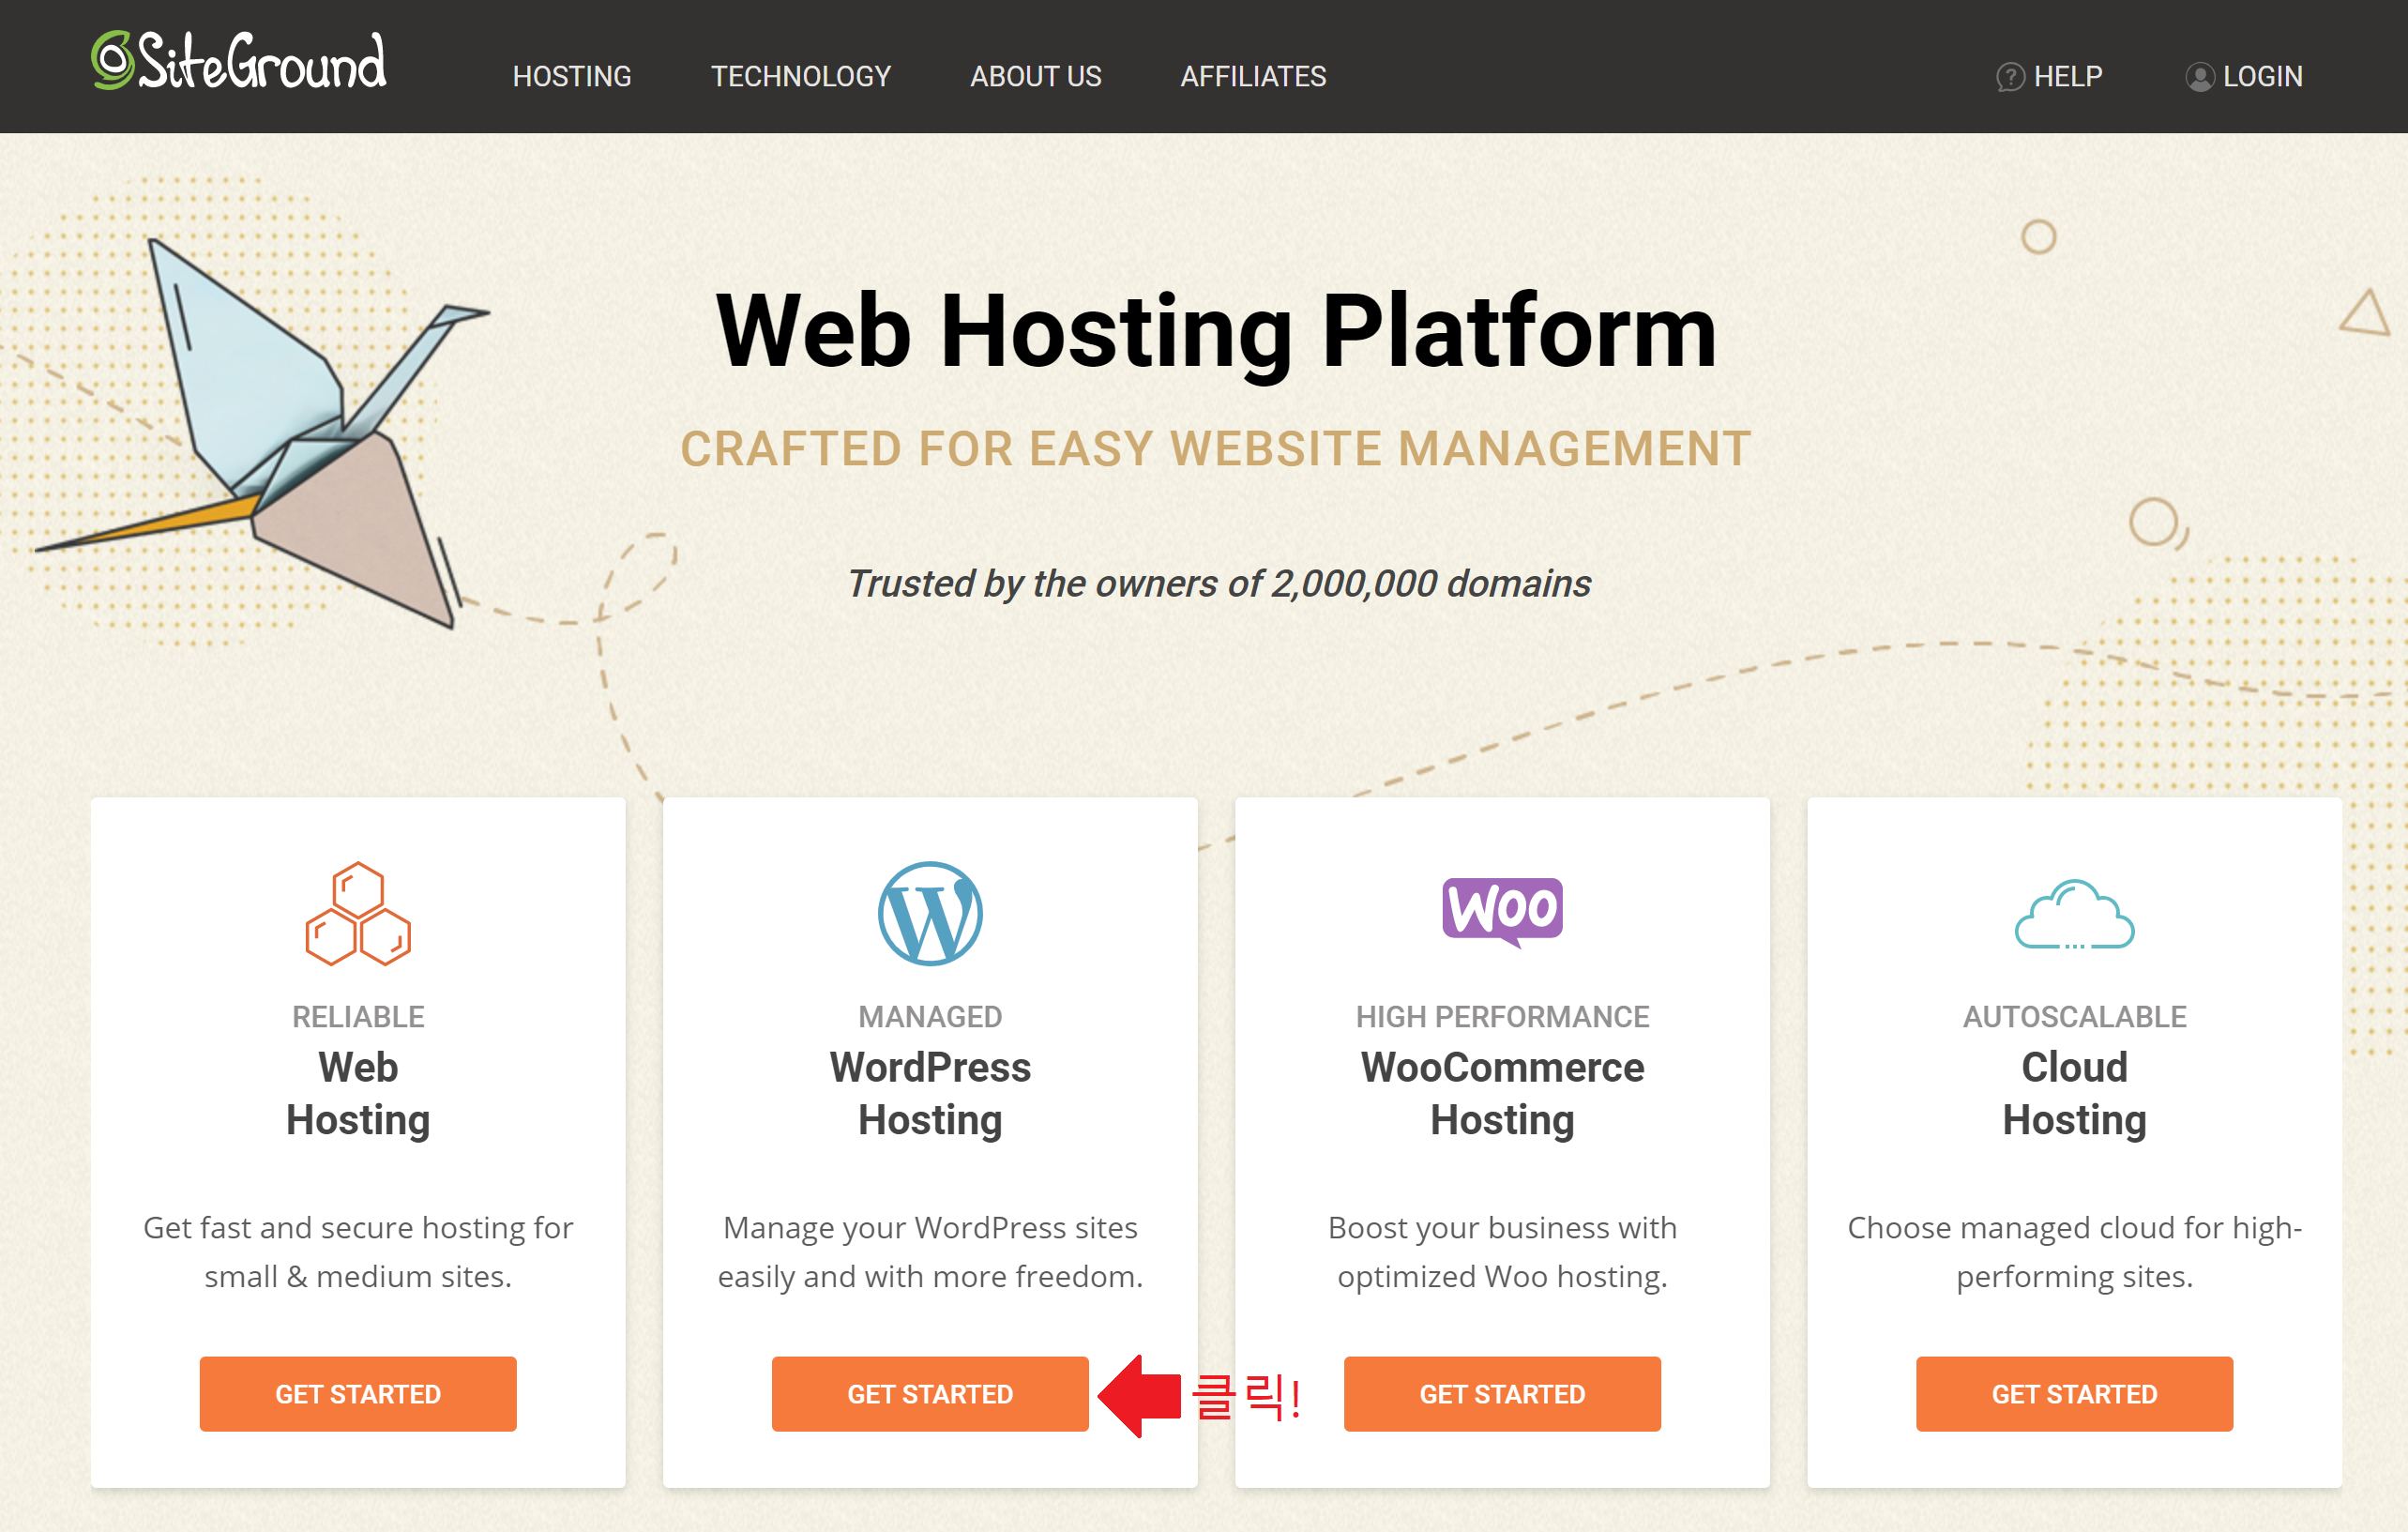 SiteGround
HOSTING TECHNOLOGY ABOUT US AFFILIATES HELP LOGIN
Web Hosting Platform
CRAFTED FOR EASY WEBSITE MANAGEMENT
Trusted by the owners of 2,000,000 domains
RELIABLE
Web
Hosting
Get fast and secure hosting for
small & medium sites.
GET STARTED
MANAGED
WordPress
Hosting
Manage your WordPress sites
easily and with more freedom.
GET STARTED
클릭!
WOO
HIGH PERFORMANCE
WooCommerce
Hosting
Boost your business with
optimized Woo hosting.
GET STARTED
AUTOSCALABLE
Cloud
Hosting
Choose managed cloud for high-
performing sites.
GET STARTED